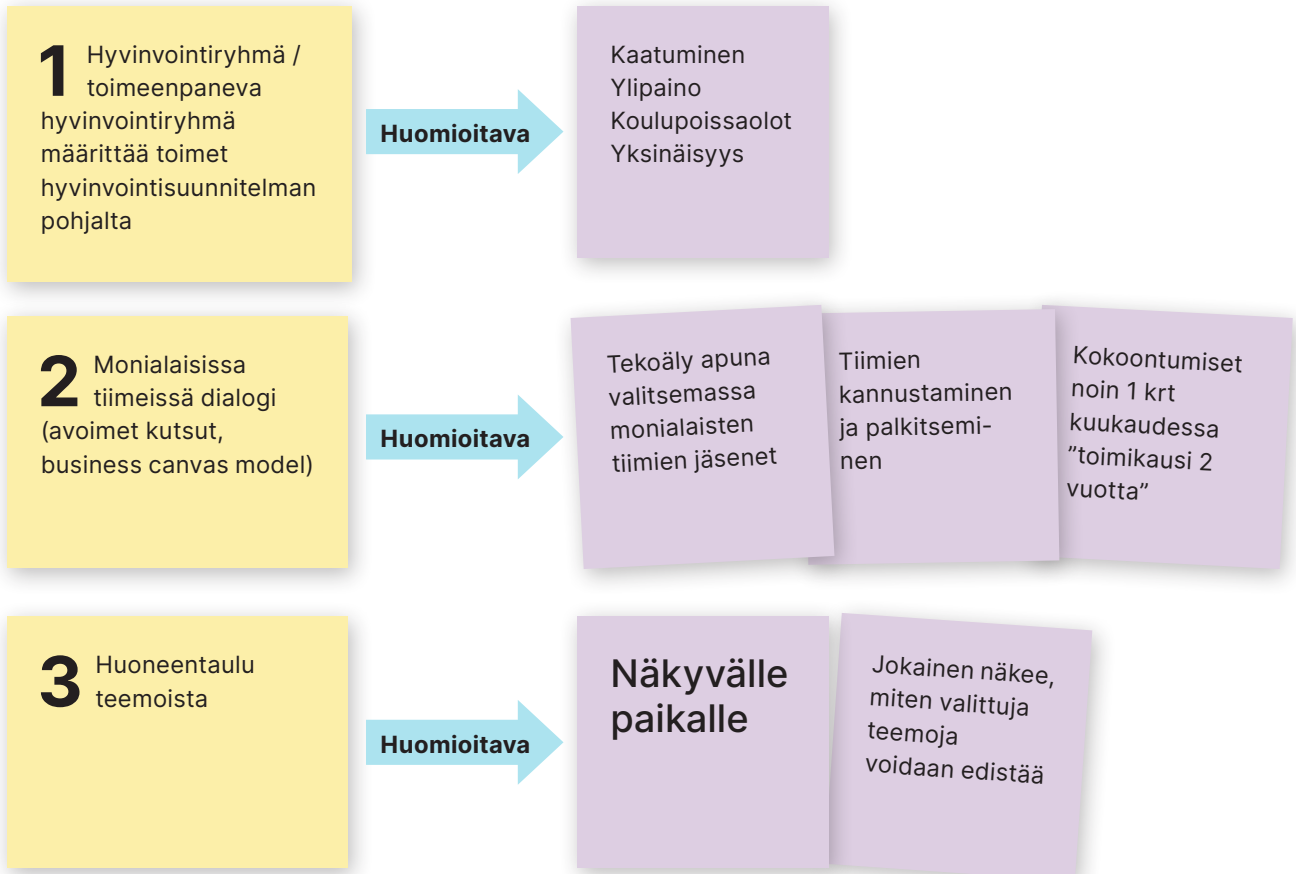 1 Hyvinvointiryhmä /
toimeenpaneva
hyvinvointiryhmä
määrittää toimet
hyvinvointisuunnitelman
pohjalta
Huomioitava
Kaatuminen
Ylipaino
Koulupoissaolot
Yksinäisyys
2 Monialaisissa
tiimeissä dialogi
(avoimet kutsut,
business canvas model)
Huomioitava
Tekoäly apuna
valitsemassa
monialaisten
tiimien jäsenet
Tiimien
kannustaminen
ja palkitsemi-
nen
Kokoontumiset
noin 1 krt
kuukaudessa
”toimikausi 2
vuotta”
3 Huoneentaulu
teemoista
Huomioitava
Näkyvälle
paikalle
Jokainen näkee,
miten valittuja
teemoja
voidaan edistää